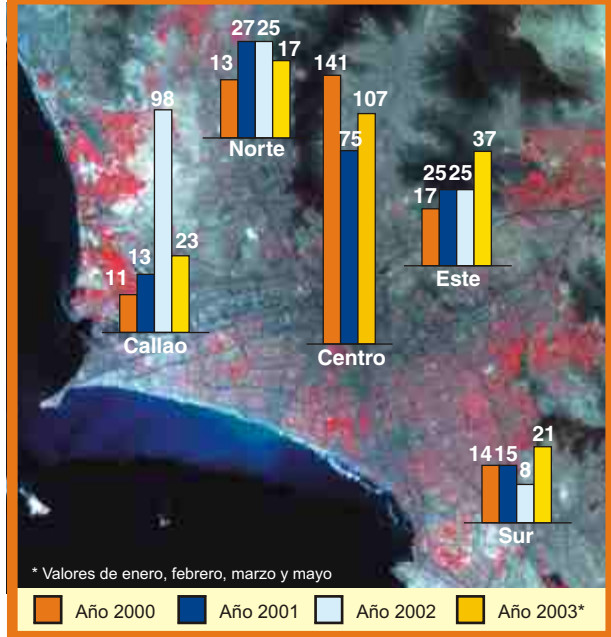 27 25
13
17
Norte
141
107
75
98
37
25 25
17
Este
23
13
11
Callao
Centro
21
14 15
8
Sur
* Valores de enero, febrero, marzo y mayo
Año 2000
Año 2001
Año 2002
Año 2003*